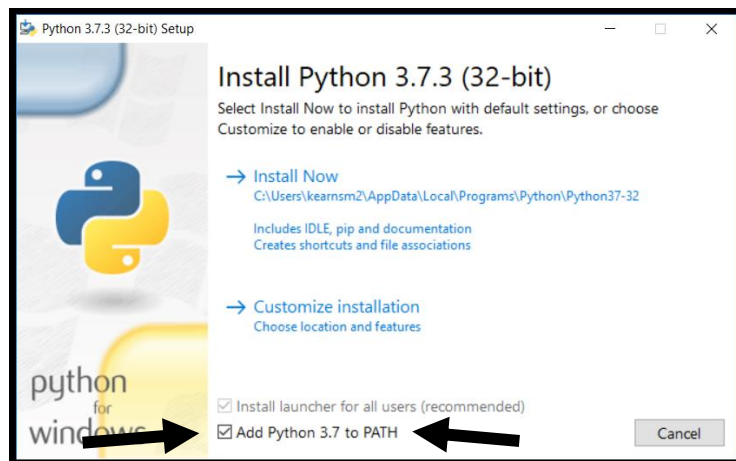 Python 3.7.3 (32-bit) Setup
Install Python 3.7.3 (32-bit)
Select Install Now to install Python with default settings, or choose
Customize to enable or disable features.
→ Install Now
C:\Users\kearnsm2\AppData\Local\Programs\Python\Python37-32
Includes IDLE, pip and documentation
Creates shortcuts and file associations
→ Customize installation
Choose location and features
python
for
windows
Install launcher for all users (recommended)
Add Python 3.7 to PATH
Cancel